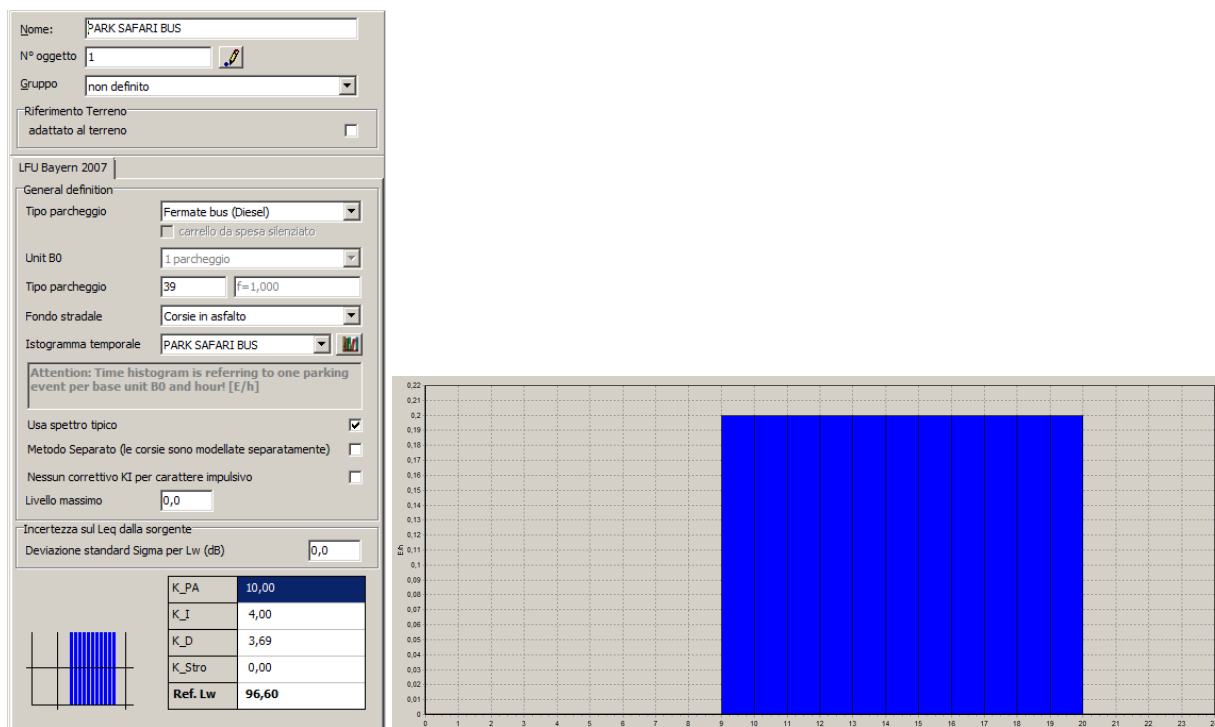 Nome: PARK SAFARI BUS
N° oggetto 1
Gruppo non definito
Riferimento Terreno
adattato al terreno
LFU Bayern 2007
General definition
Tipo parcheggio Fermate bus (Diesel)
carrello da spesa silenziato
Unit B0 1 parcheggio
Tipo parcheggio 39 f=1,000
Fondo stradale Corsie in asfalto
Istogramma temporale PARK SAFARI BUS
Attention: Time histogram is referring to one parking
event per base unit B0 and hour! [E/h]
Usa spettro tipico
Metodo Separato (le corsie sono modellate separatamente)
Nessun correttivo KI per carattere impulsivo
Livello massimo 0,0
Incertezza sul Leq dalla sorgente
Deviazione standard Sigma per Lw (dB) 0,0
K_PA 10,00
K_I 4,00
K_D 3,69
K_Stro 0,00
Ref. Lw 96,60
0,22
0,21
0,2
0,19
0,18
0,17
0,16
0,15
0,14
0,13
0,12
0,11
0,1
0,09
0,08
0,07
0,06
0,05
0,04
0,03
0,02
0,01
0
E/h
0 1 2 3 4 5 6 7 8 9 10 11 12 13 14 15 16 17 18 19 20 21 22 23